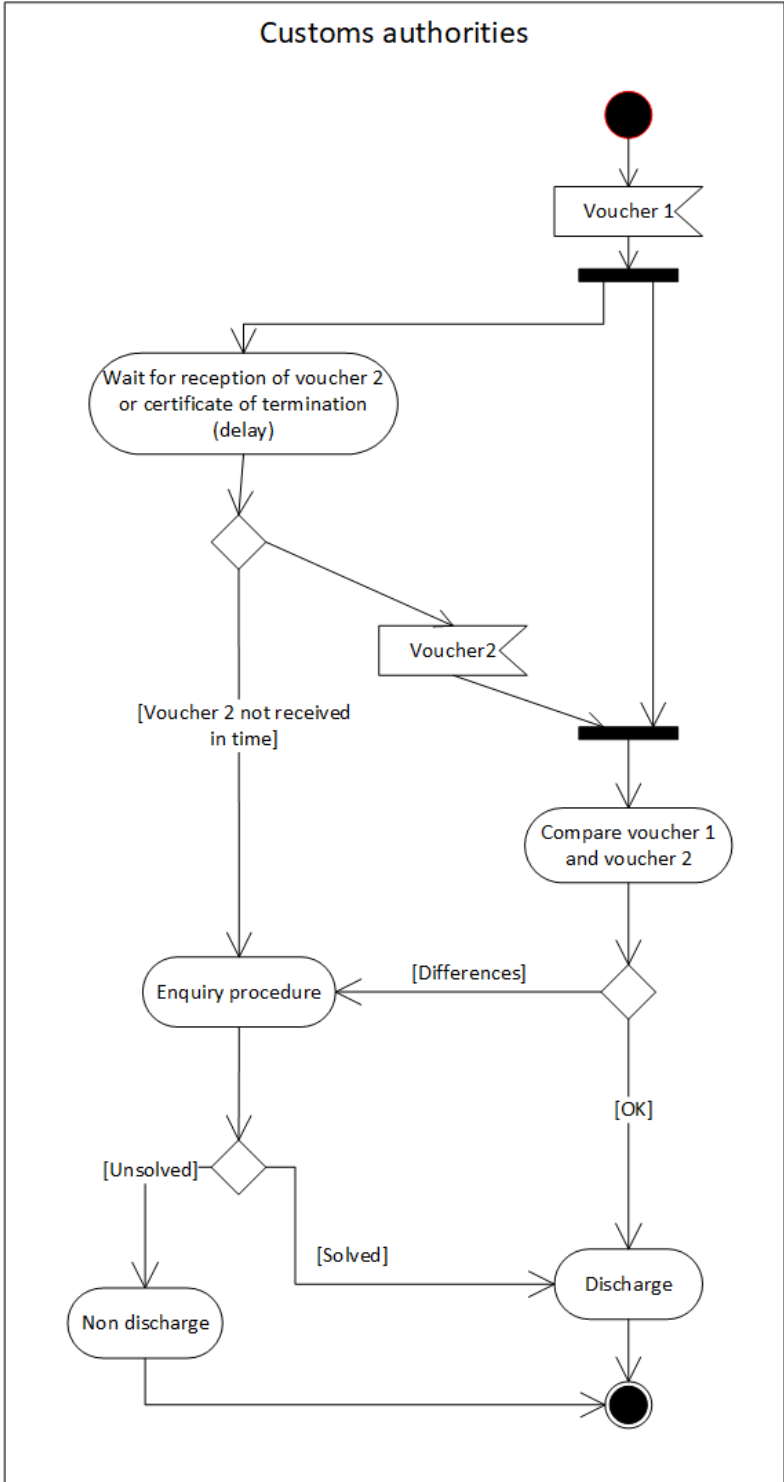 Customs authorities
Voucher 1
Wait for reception of voucher 2
or certificate of termination
(delay)
Voucher2
[Voucher 2 not received
in time]
Compare voucher 1
and voucher 2
[Differences]
Enquiry procedure
[OK]
[Unsolved]
[Solved]
Discharge
Non discharge